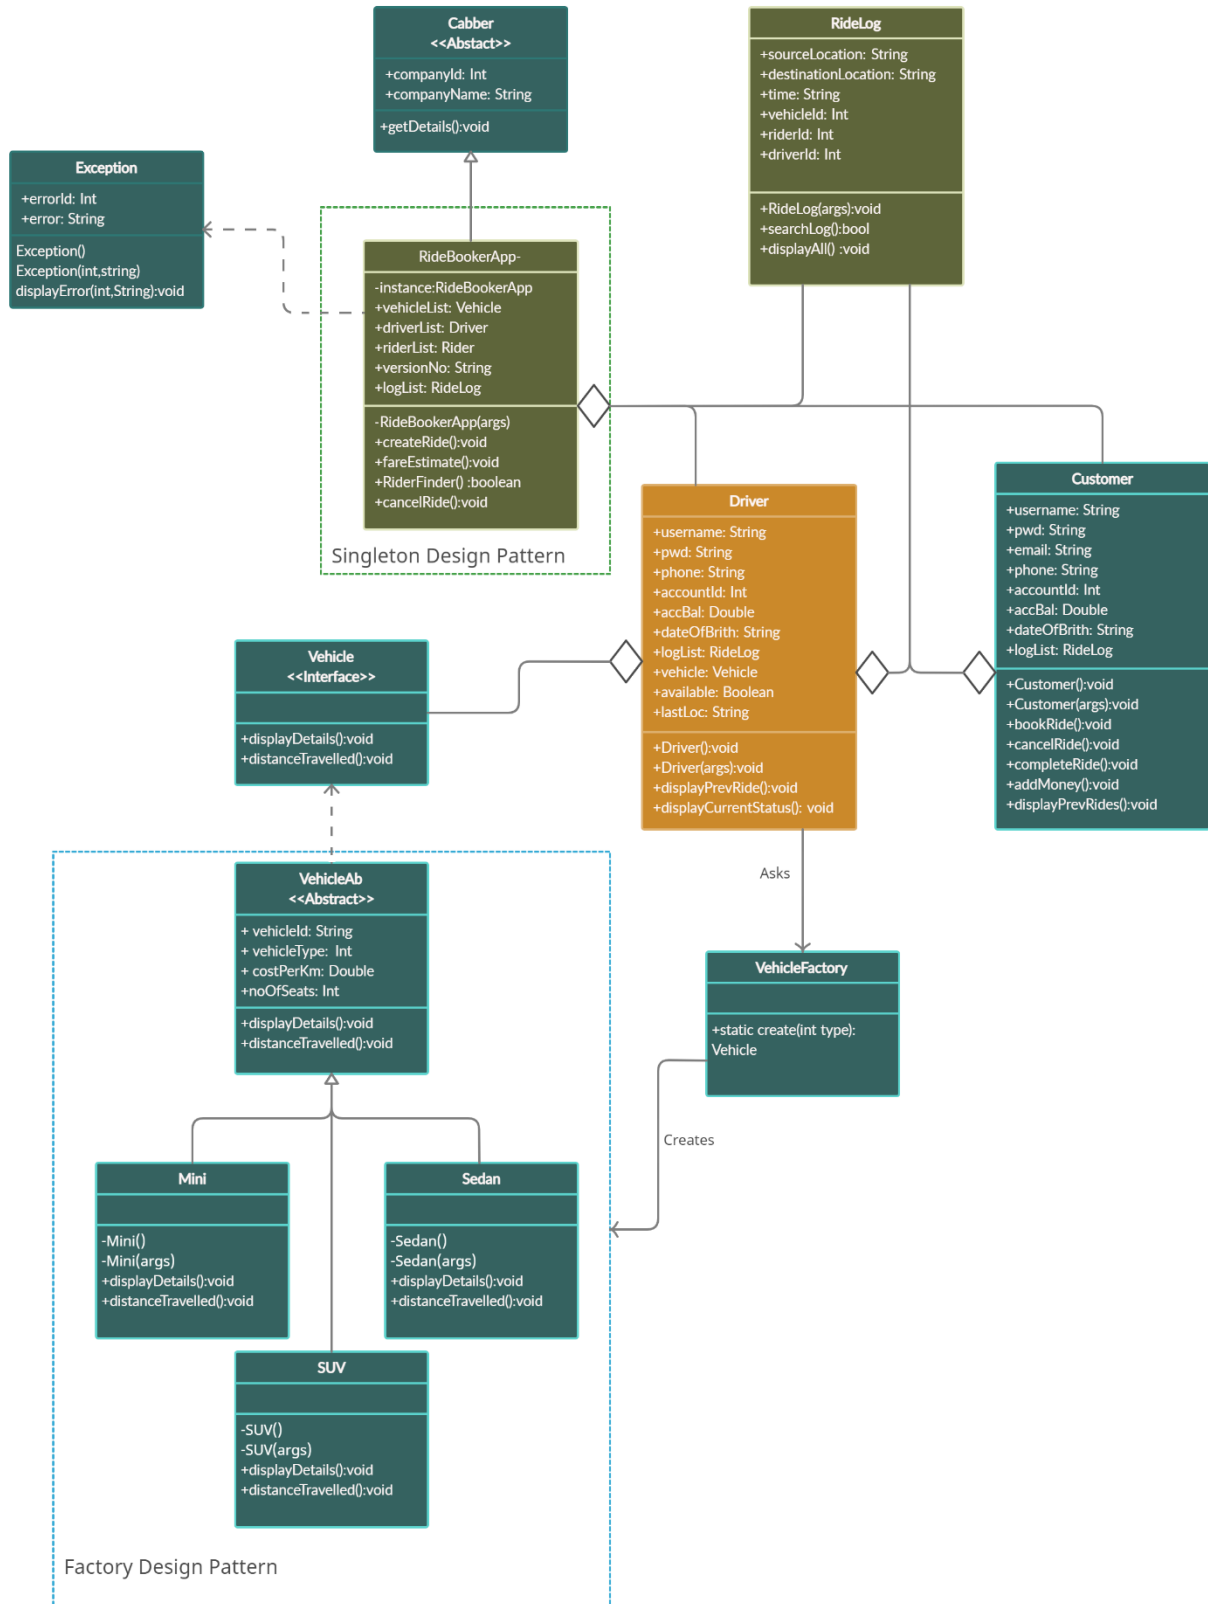 Cabber
<<Abstact>>
+companyId: Int
+companyName: String
+getDetails():void
RideLog
+sourceLocation: String
+destinationLocation: String
+time: String
+vehicleId: Int
+riderId: Int
+driverId: Int
+RideLog(args):void
+searchLog():bool
+displayAll() :void
Exception
+errorId: Int
+error: String
Exception()
Exception(int,string)
displayError(int,String):void
RideBookerApp-
-instance:RideBookerApp
+vehicleList: Vehicle
+driverList: Driver
+riderList: Rider
+versionNo: String
+logList: RideLog
-RideBookerApp(args)
+createRide():void
+fareEstimate():void
+RiderFinder() :boolean
+cancelRide():void
Singleton Design Pattern
Driver
+username: String
+pwd: String
+phone: String
+accountId: Int
+accBal: Double
+dateOfBrith: String
+logList: RideLog
+vehicle: Vehicle
+available: Boolean
+lastLoc: String
+Driver():void
+Driver(args):void
+displayPrevRide():void
+displayCurrentStatus(): void
Customer
+username: String
+pwd: String
+email: String
+phone: String
+accountId: Int
+accBal: Double
+dateOfBrith: String
+logList: RideLog
+Customer():void
+Customer(args):void
+bookRide():void
+cancelRide():void
+completeRide():void
+addMoney():void
+displayPrevRides():void
Vehicle
<<Interface>>
+displayDetails():void
+distanceTravelled():void
Asks
VehicleAb
<<Abstract>>
+ vehicleId: String
+ vehicleType: Int
+ costPerKm: Double
+noOfSeats: Int
+displayDetails():void
+distanceTravelled():void
VehicleFactory
+static create(int type):
Vehicle
Creates
Mini
-Mini()
-Mini(args)
+displayDetails():void
+distanceTravelled():void
Sedan
-Sedan()
-Sedan(args)
+displayDetails():void
+distanceTravelled():void
SUV
-SUV()
-SUV(args)
+displayDetails():void
+distanceTravelled():void
Factory Design Pattern